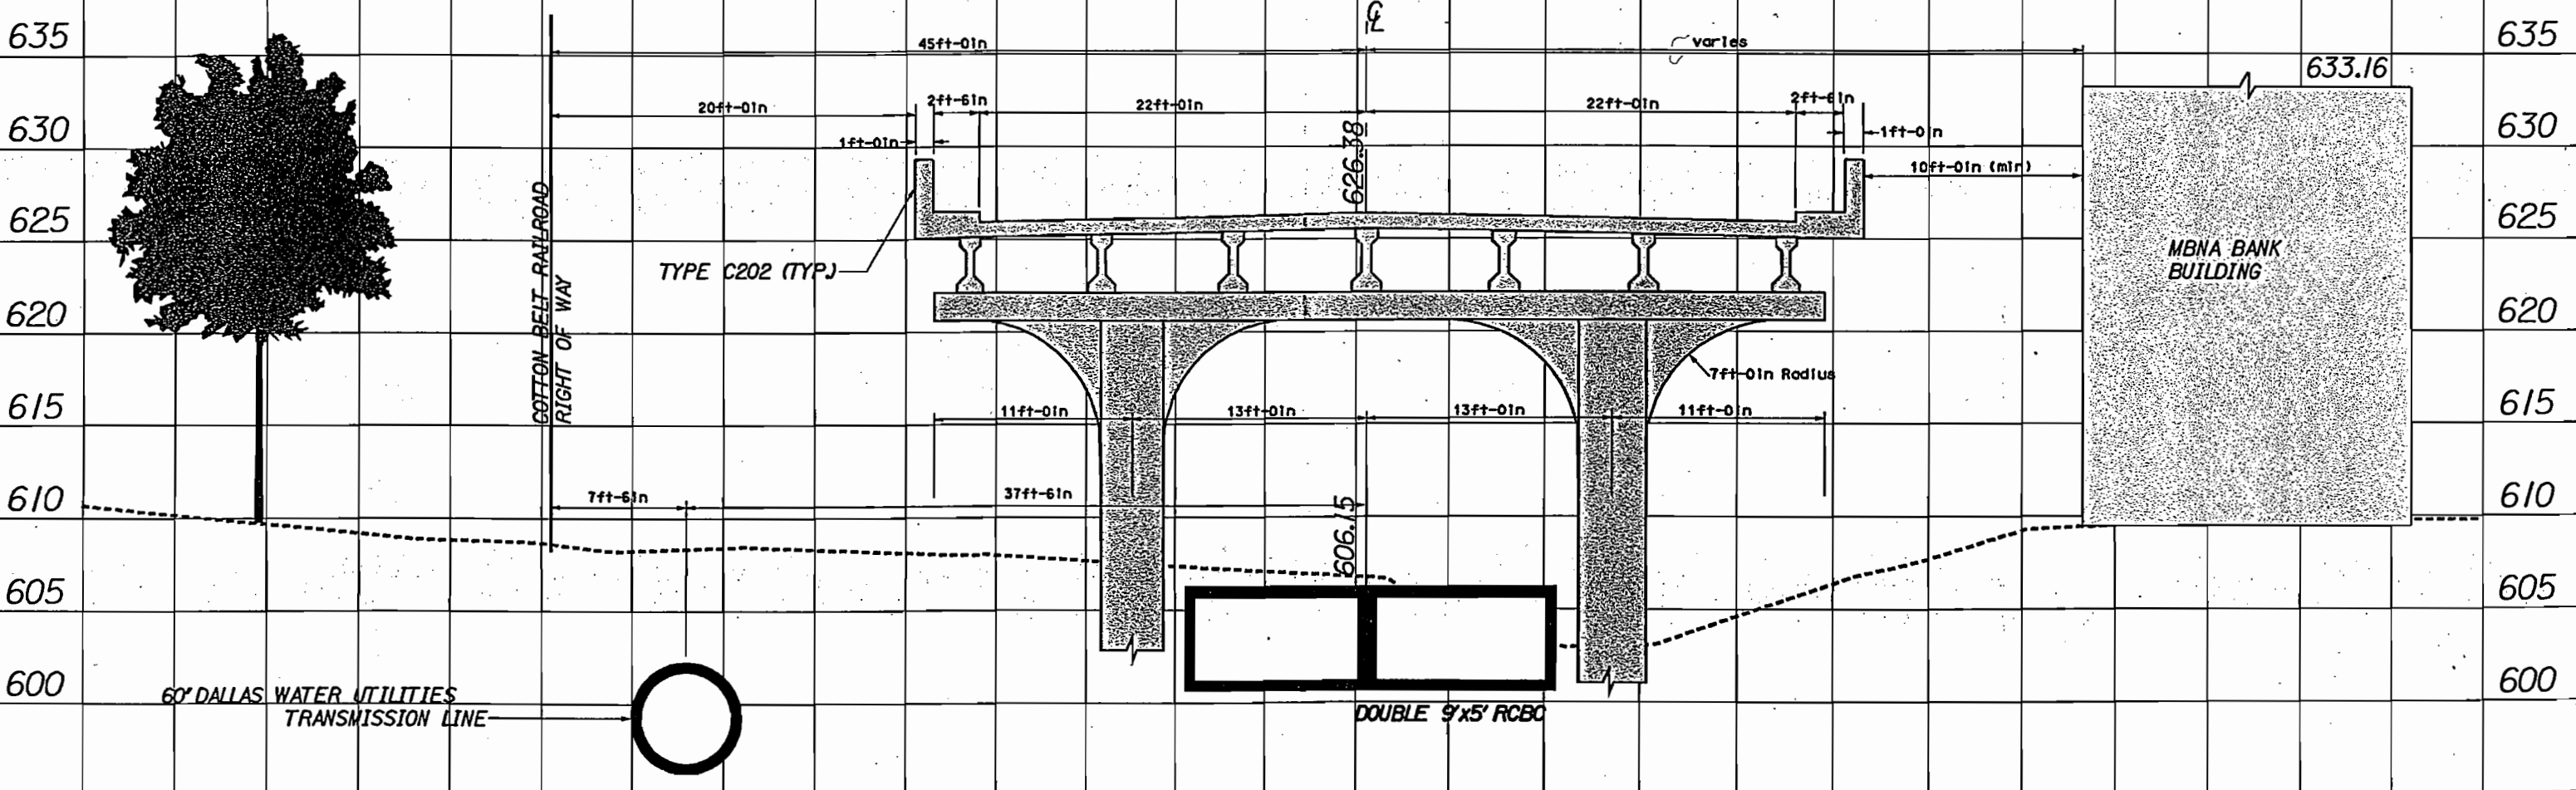 ℄
635
45ft-0in
varies
635
633.16
20ft-0in
2ft-6in
22ft-0in
22ft-0in
2ft-6in
630
1ft-0in
626.38
1ft-0in
630
10ft-0in (min)
625
COTTON BELT RAILROAD
RIGHT OF WAY
625
TYPE C202 (TYP.)
MBNA BANK
BUILDING
620
620
7ft-0in Radius
615
11ft-0in
13ft-0in
13ft-0in
11ft-0in
615
610
7ft-6in
37ft-6in
610
606.15
605
605
600
60" DALLAS WATER UTILITIES
TRANSMISSION LINE
600
DOUBLE 9'x5' RCBC